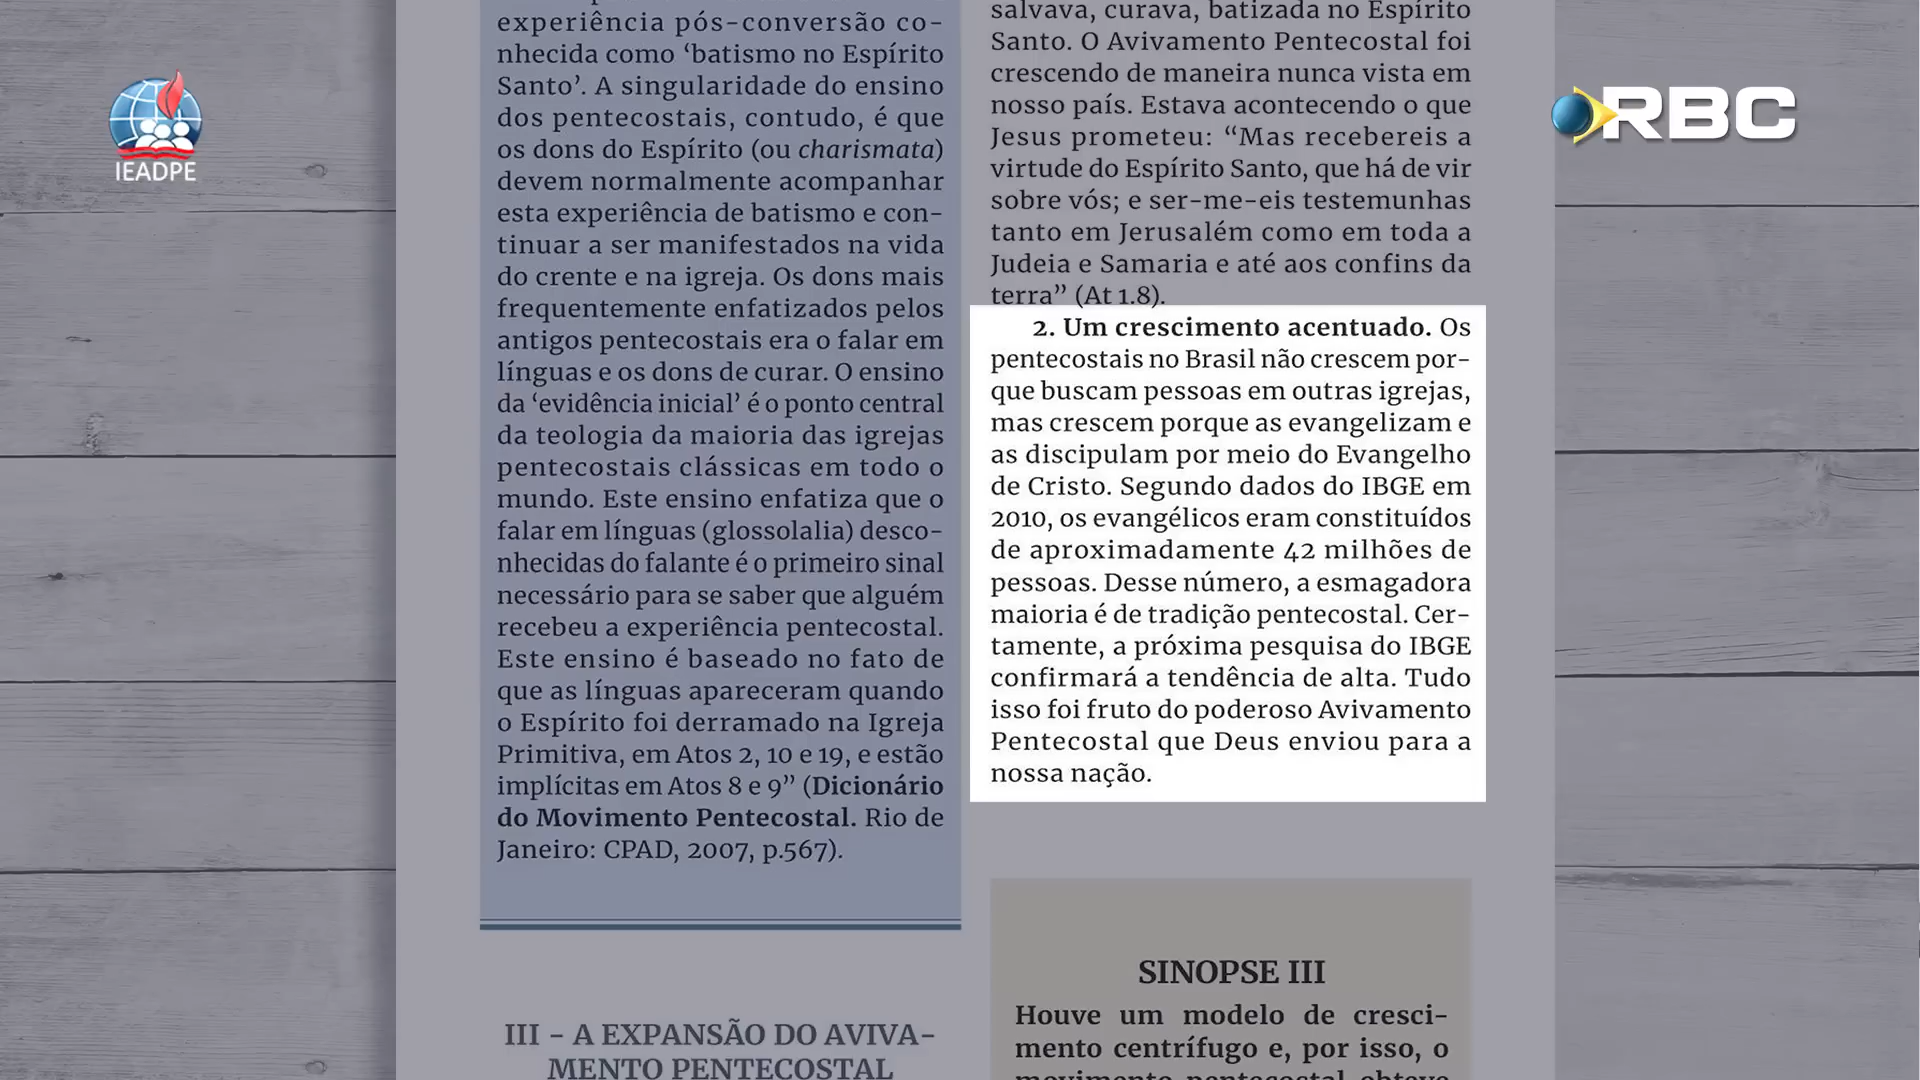 IEADPE
RBC
experiência pós-conversão co-
nhecida como ‘batismo no Espírito
Santo’. A singularidade do ensino
dos pentecostais, contudo, é que
os dons do Espírito (ou charismata)
devem normalmente acompanhar
esta experiência de batismo e con-
tinuar a ser manifestados na vida
do crente e na igreja. Os dons mais
frequentemente enfatizados pelos
antigos pentecostais era o falar em
línguas e os dons de curar. O ensino
da ‘evidência inicial’ é o ponto central
da teologia da maioria das igrejas
pentecostais clássicas em todo o
mundo. Este ensino enfatiza que o
falar em línguas (glossolalia) desco-
nhecidas do falante é o primeiro sinal
necessário para se saber que alguém
recebeu a experiência pentecostal.
Este ensino é baseado no fato de
que as línguas apareceram quando
o Espírito foi derramado na Igreja
Primitiva, em Atos 2, 10 e 19, e estão
implícitas em Atos 8 e 9” (Dicionário
do Movimento Pentecostal. Rio de
Janeiro: CPAD, 2007, p.567).
III – A EXPANSÃO DO AVIVA-
MENTO PENTECOSTAL
salvava, curava, batizada no Espírito
Santo. O Avivamento Pentecostal foi
crescendo de maneira nunca vista em
nosso país. Estava acontecendo o que
Jesus prometeu: “Mas recebereis a
virtude do Espírito Santo, que há de vir
sobre vós; e ser-me-eis testemunhas
tanto em Jerusalém como em toda a
Judeia e Samaria e até aos confins da
terra” (At 1.8).
2. Um crescimento acentuado. Os
pentecostais no Brasil não crescem por-
que buscam pessoas em outras igrejas,
mas crescem porque as evangelizam e
as discipulam por meio do Evangelho
de Cristo. Segundo dados do IBGE em
2010, os evangélicos eram constituídos
de aproximadamente 42 milhões de
pessoas. Desse número, a esmagadora
maioria é de tradição pentecostal. Cer-
tamente, a próxima pesquisa do IBGE
confirmará a tendência de alta. Tudo
isso foi fruto do poderoso Avivamento
Pentecostal que Deus enviou para a
nossa nação.
SINOPSE III
Houve um modelo de cresci-
mento centrífugo e, por isso, o
movimento pentecostal obteve